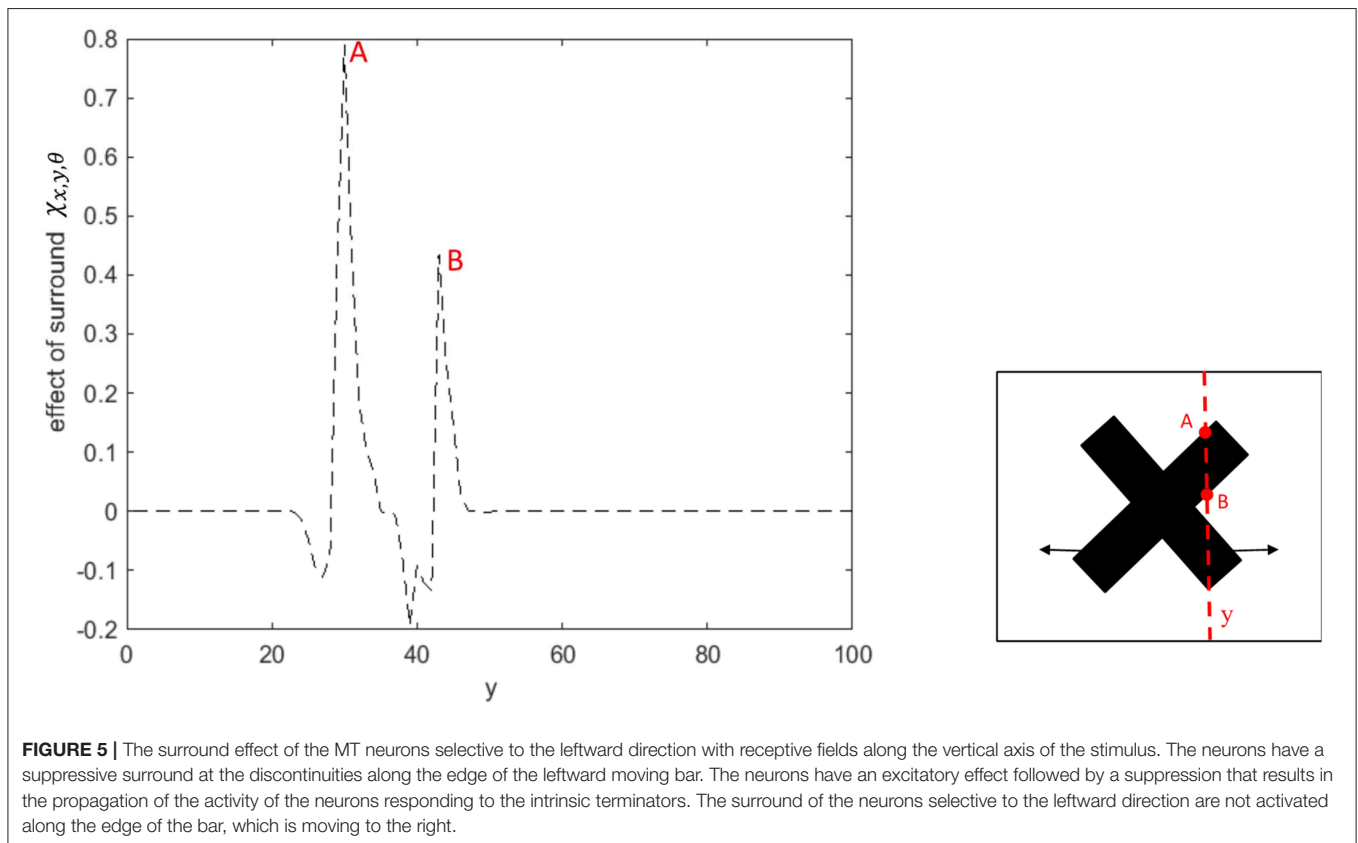 0.8
0.7
0.6
0.5
0.4
0.3
0.2
0.1
0
-0.1
-0.2
effect of surround χx,y,θ
A
B
0
20
40
60
80
100
y
A
B
y
FIGURE 5 | The surround effect of the MT neurons selective to the leftward direction with receptive fields along the vertical axis of the stimulus. The neurons have a
suppressive surround at the discontinuities along the edge of the leftward moving bar. The neurons have an excitatory effect followed by a suppression that results in
the propagation of the activity of the neurons responding to the intrinsic terminators. The surround of the neurons selective to the leftward direction are not activated
along the edge of the bar, which is moving to the right.